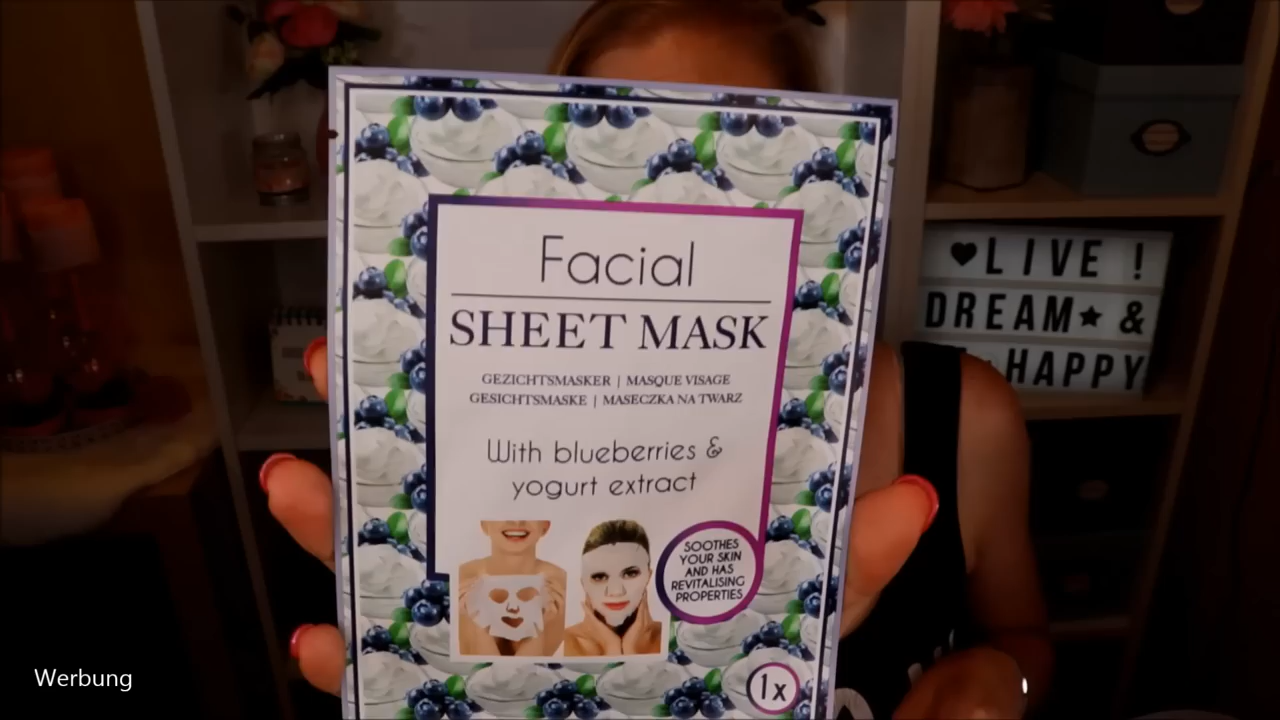 Facial
SHEET MASK
GEZICHTSMASKER | MASQUE VISAGE
GESICHTSMASKE | MASECZKA NA TWARZ
With blueberries &
yogurt extract
SOOTHES
YOUR SKIN
AND HAS
REVITALISING
PROPERTIES
1x
♥LIVE !
DREAM★ &
HAPPY
Werbung